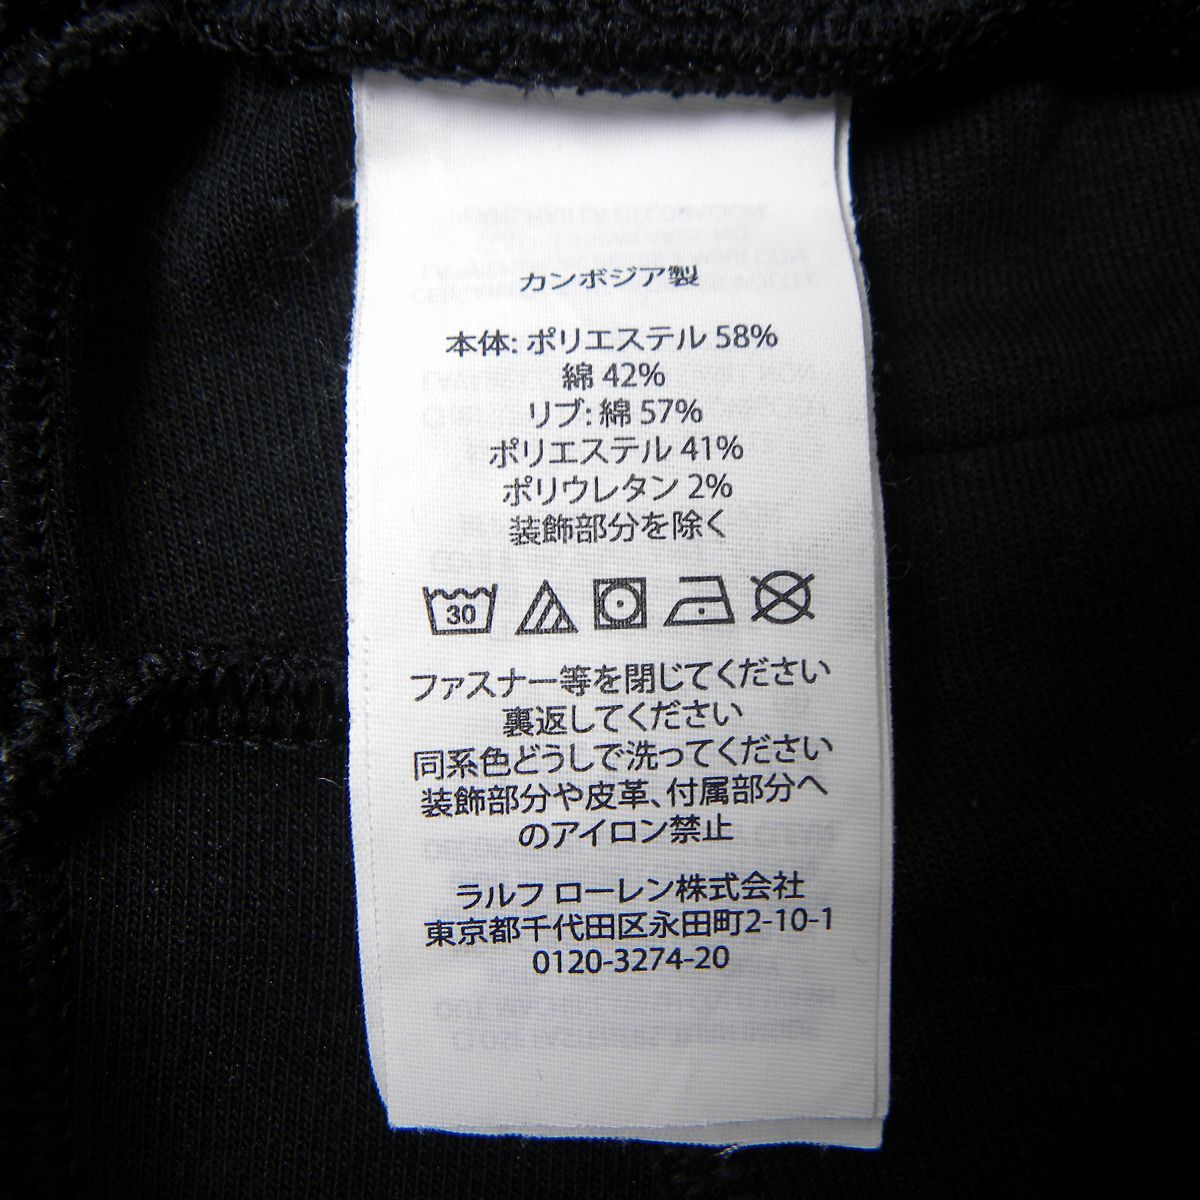 カンボジア製
本体: ポリエステル 58%
綿 42%
リブ: 綿 57%
ポリエステル 41%
ポリウレタン 2%
装飾部分を除く
30
ファスナー等を閉じてください
裏返してください
同系色どうしで洗ってください
装飾部分や皮革、付属部分へ
のアイロン禁止
ラルフ ローレン株式会社
東京都千代田区永田町2-10-1
0120-3274-20